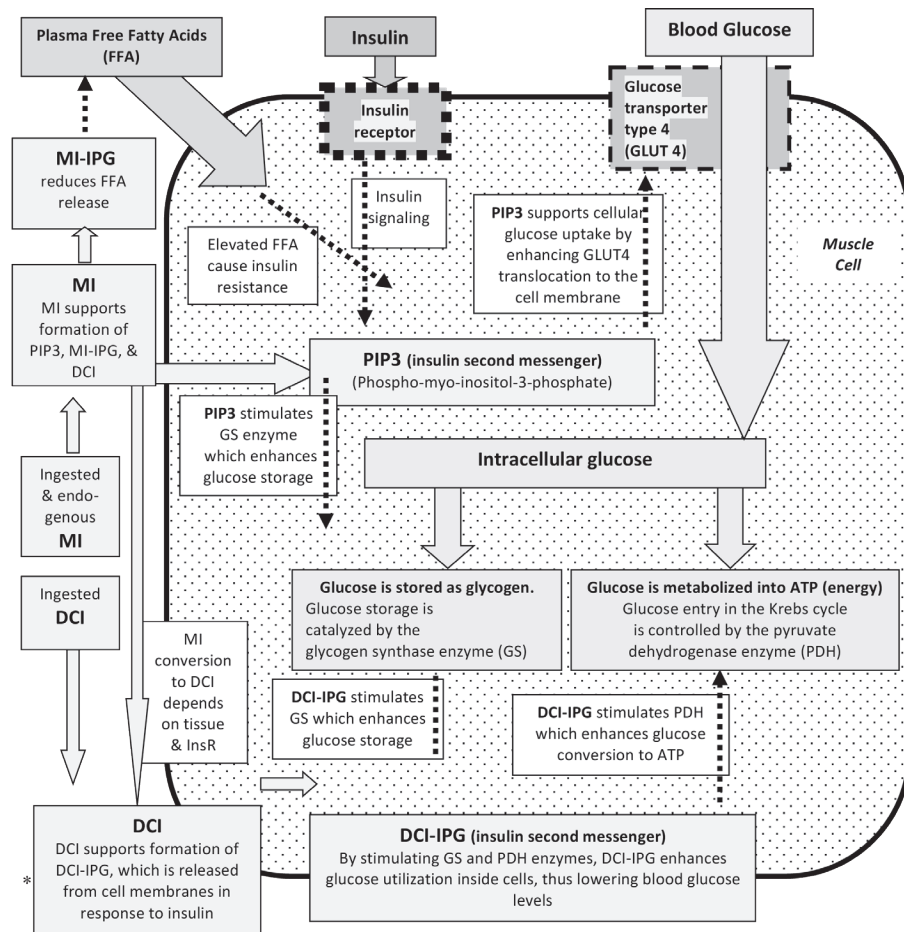 Plasma Free Fatty Acids
(FFA)
Insulin
Blood Glucose
Insulin
receptor
Glucose
transporter
type 4
(GLUT 4)
MI-IPG
reduces FFA
release
Insulin
signaling
PIP3 supports cellular
glucose uptake by
enhancing GLUT4
translocation to the
cell membrane
Muscle
Cell
Elevated FFA
cause insulin
resistance
MI
MI supports
formation of
PIP3, MI-IPG, &
DCI
PIP3 (insulin second messenger)
(Phospho-myo-inositol-3-phosphate)
PIP3 stimulates
GS enzyme
which enhances
glucose storage
Intracellular glucose
Ingested
& endo-
genous
MI
Ingested
DCI
Glucose is stored as glycogen.
Glucose storage is
catalyzed by the
glycogen synthase enzyme (GS)
Glucose is metabolized into ATP (energy)
Glucose entry in the Krebs cycle
is controlled by the pyruvate
dehydrogenase enzyme (PDH)
MI
conversion
to DCI
depends
on tissue
& InsR
DCI-IPG stimulates
GS which enhances
glucose storage
DCI-IPG stimulates PDH
which enhances glucose
conversion to ATP
DCI
DCI supports formation of
DCI-IPG, which is released
from cell membranes in
response to insulin
*
DCI-IPG (insulin second messenger)
By stimulating GS and PDH enzymes, DCI-IPG enhances
glucose utilization inside cells, thus lowering blood glucose
levels